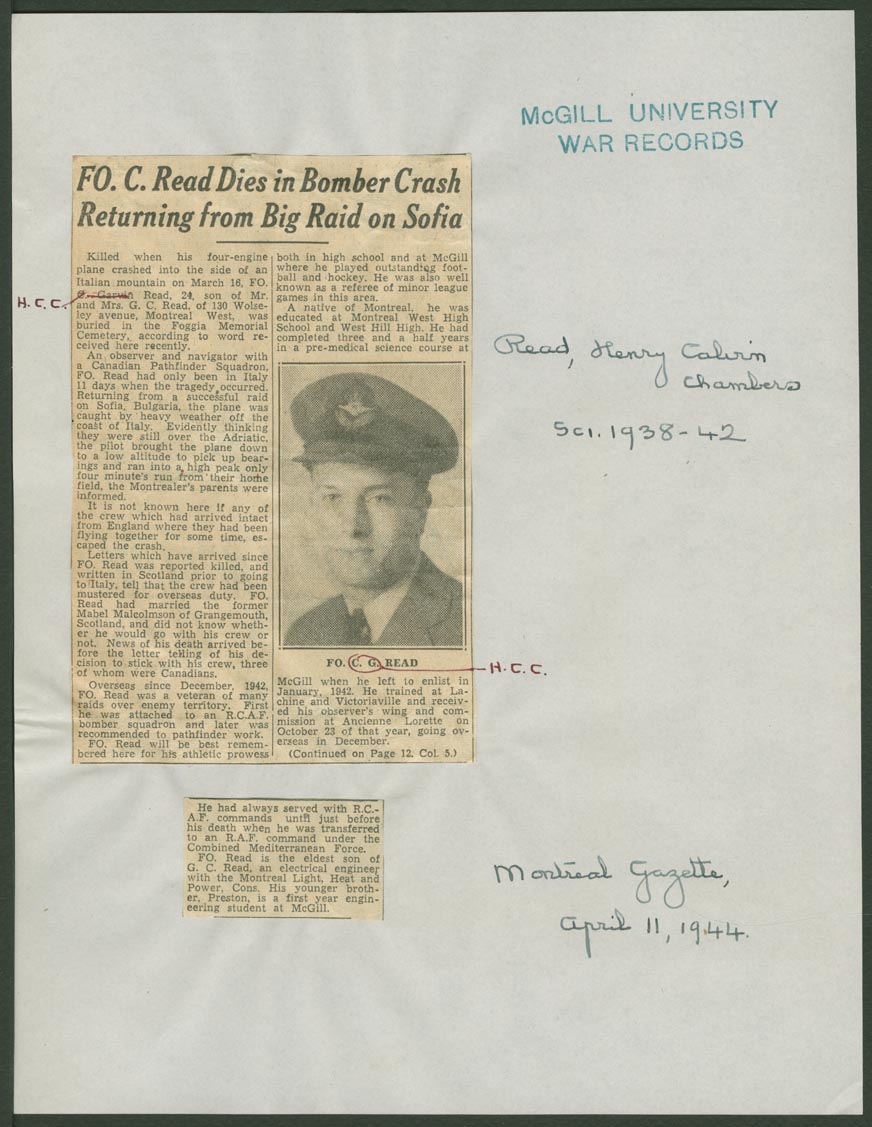 McGILL UNIVERSITY
WAR RECORDS
FO. C. Read Dies in Bomber Crash
Returning from Big Raid on Sofia
Killed when his four-engine
plane crashed into the side of an
Italian mountain on March 16, FO.
H.C.C. C. Garwin Read, 24, son of Mr.
and Mrs. G. C. Read, of 130 Wolse-
ley avenue, Montreal West, was
buried in the Foggia Memorial
Cemetery, according to word re-
ceived here recently.
An observer and navigator with
a Canadian Pathfinder Squadron,
FO. Read had only been in Italy
11 days when the tragedy occurred.
Returning from a successful raid
on Sofia, Bulgaria, the plane was
caught by heavy weather off the
coast of Italy. Evidently thinking
they were still over the Adriatic,
the pilot brought the plane down
to a low altitude to pick up bear-
ings and ran into a high peak only
four minute's run from their home
field, the Montrealer's parents were
informed.
It is not known here if any of
the crew which had arrived intact
from England where they had been
flying together for some time, es-
caped the crash.
Letters which have arrived since
FO. Read was reported killed, and
written in Scotland prior to going
to Italy, tell that the crew had been
mustered for overseas duty. FO.
Read had married the former
Mabel Malcolmson of Grangemouth,
Scotland, and did not know wheth-
er he would go with his crew or
not. News of his death arrived be-
fore the letter telling of his de-
cision to stick with his crew, three
of whom were Canadians.
Overseas since December, 1942,
FO. Read was a veteran of many
raids over enemy territory. First
he was attached to an R.C.A.F.
bomber squadron and later was
recommended to pathfinder work.
FO. Read will be best remem-
bered here for his athletic prowess
both in high school and at McGill
where he played outstanding foot-
ball and hockey. He was also well
known as a referee of minor league
games in this area.
A native of Montreal, he was
educated at Montreal West High
School and West Hill High. He had
completed three and a half years
in a pre-medical science course at
FO. C. G. READ
H.C.C.
McGill when he left to enlist in
January, 1942. He trained at La-
chine and Victoriaville and receiv-
ed his observer's wing and com-
mission at Ancienne Lorette on
October 23 of that year, going ov-
erseas in December.
(Continued on Page 12, Col. 5.)
He had always served with R.C.-
A.F. commands until just before
his death when he was transferred
to an R.A.F. command under the
Combined Mediterranean Force.
FO. Read is the eldest son of
G. C. Read, an electrical engineer
with the Montreal Light, Heat and
Power, Cons. His younger broth-
er, Preston, is a first year engin-
eering student at McGill.
Read, Henry Calvin
Chambers
Sci. 1938-42
Montreal Gazette,
April 11, 1944.